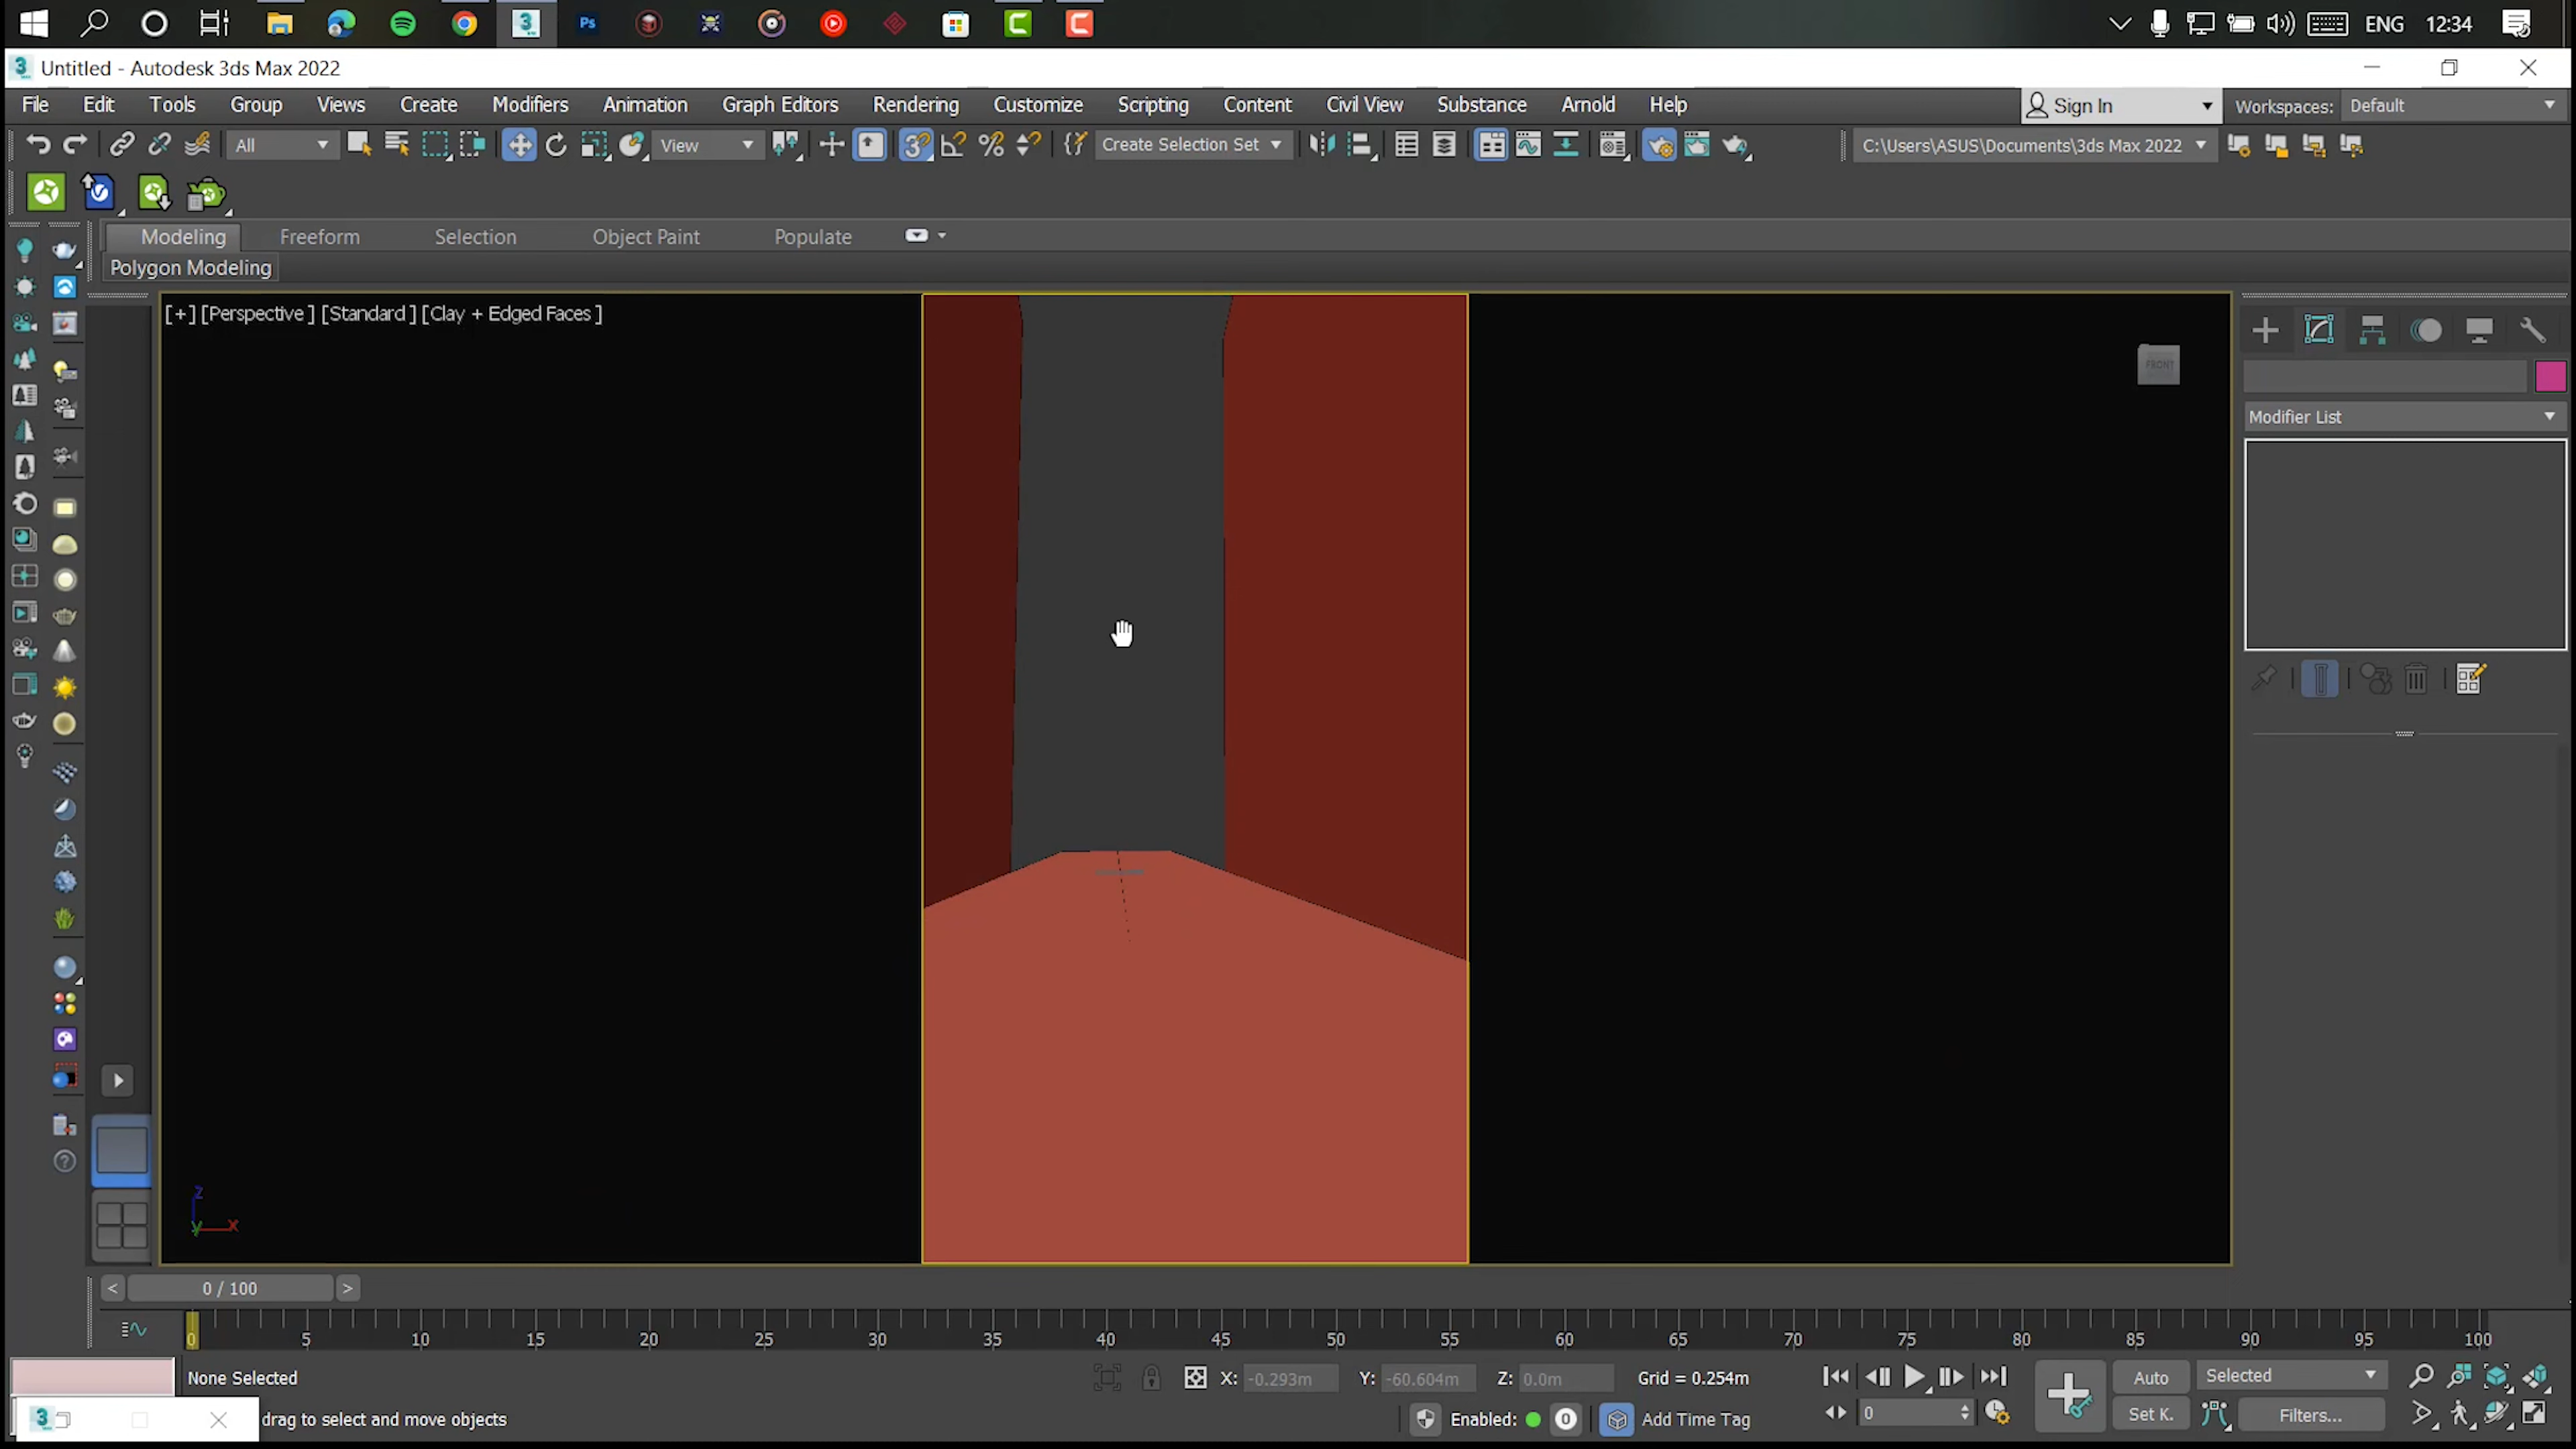 Ps
ENG 12:34
Untitled - Autodesk 3ds Max 2022
File Edit Tools Group Views Create Modifiers Animation Graph Editors Rendering Customize Scripting Content Civil View Substance Arnold Help Sign In Workspaces: Default
All View Create Selection Set C:\Users\ASUS\Documents\3ds Max 2022
Modeling Freeform Selection Object Paint Populate
Polygon Modeling
[+] [Perspective ] [Standard ] [Clay + Edged Faces ]
FRONT
Modifier List
z
y x
< 0 / 100 >
0 5 10 15 20 25 30 35 40 45 50 55 60 65 70 75 80 85 90 95 100
None Selected X: -0.293m Y: -60.604m Z: 0.0m Grid = 0.254m Auto Selected
drag to select and move objects Enabled: 0 Add Time Tag 0 Set K. Filters...